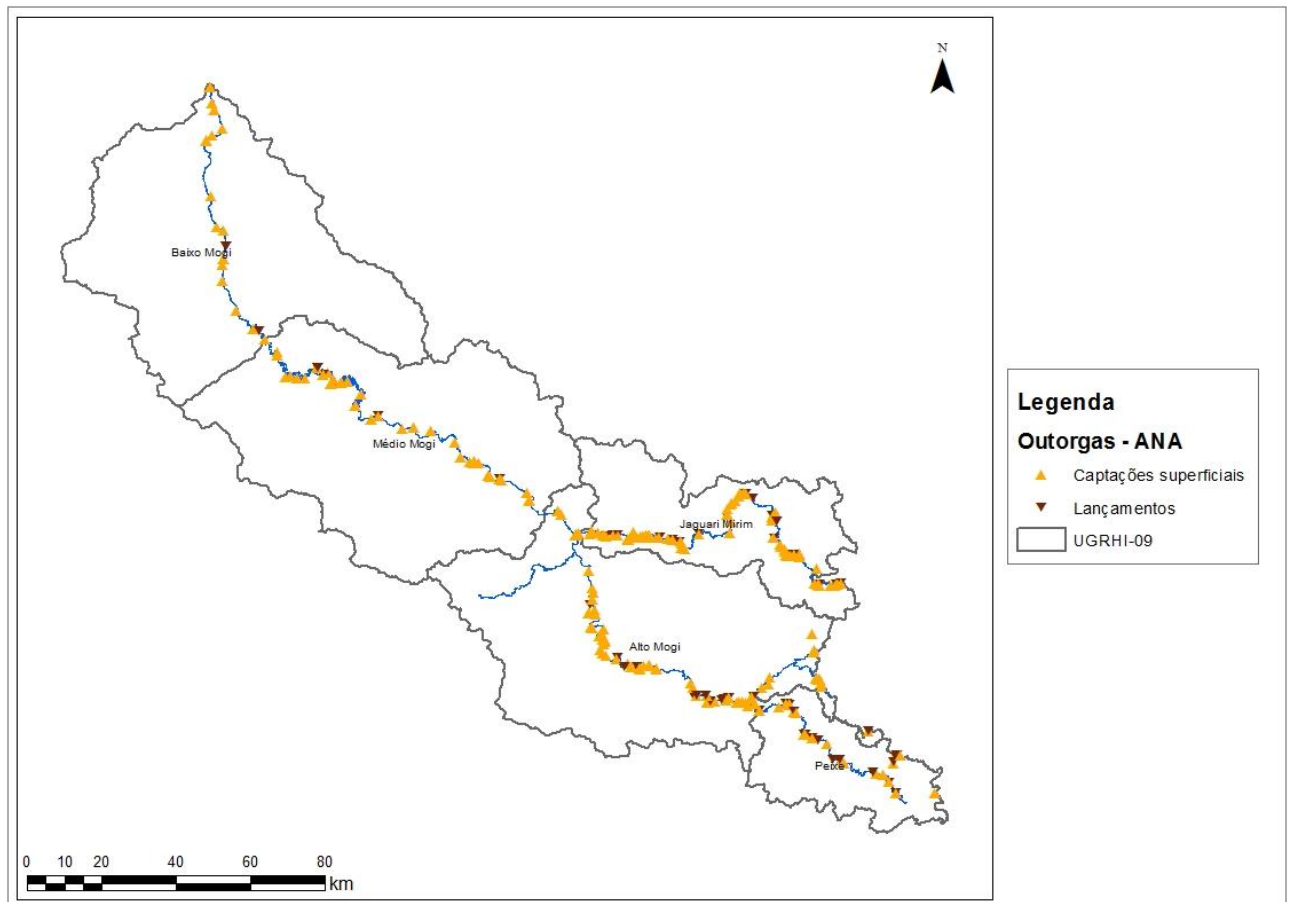 N
Baixo Mogi
Médio Mogi
Jaguari Mirim
Alto Mogi
Peixe
0 10 20 40 60 80
km
Legenda
Outorgas - ANA
Captações superficiais
Lançamentos
UGRHI-09